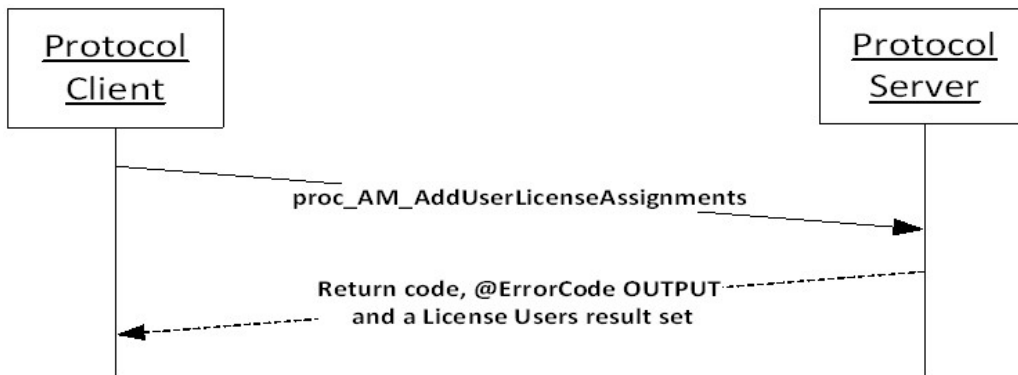 Protocol
Client
Protocol
Server
proc_AM_AddUserLicenseAssignments
Return code, @ErrorCode OUTPUT
and a License Users result set